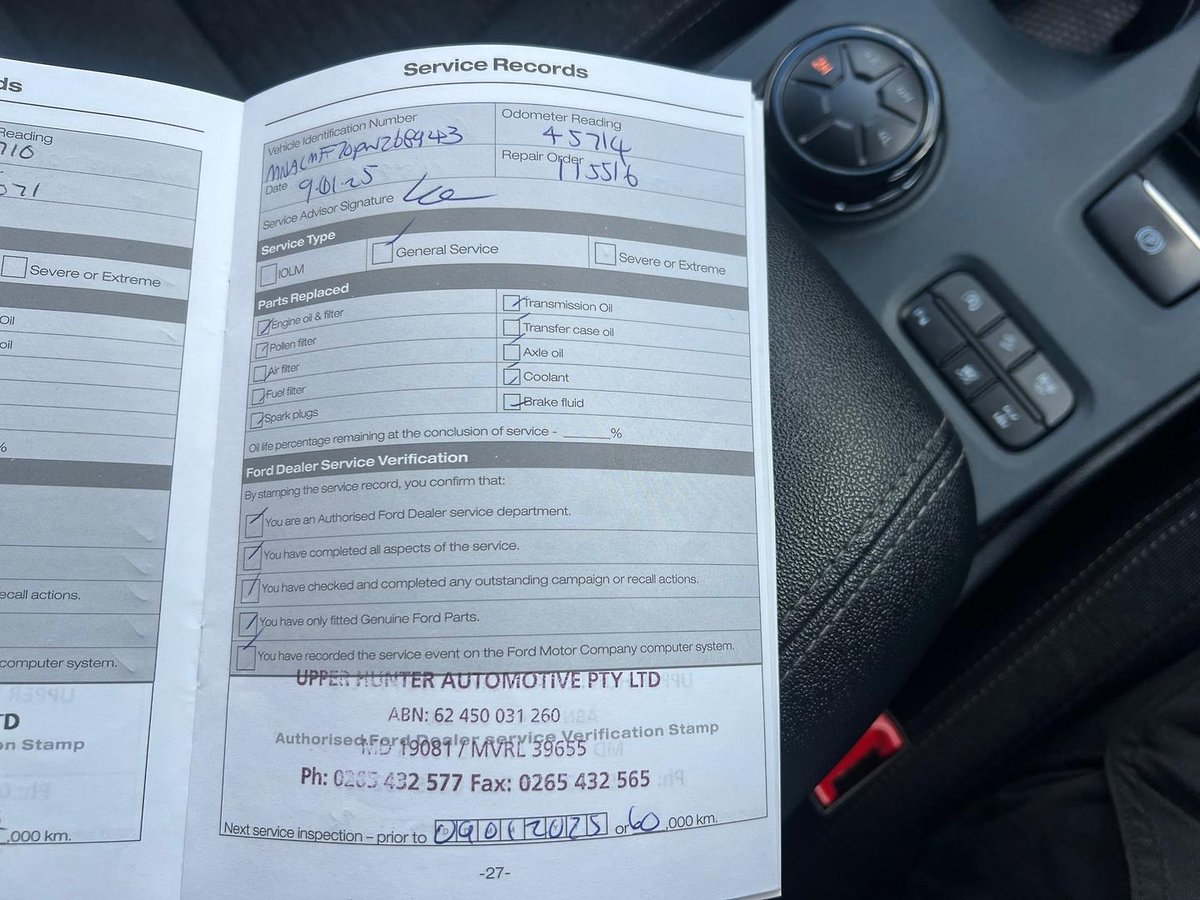 ds
Reading
710
071
Severe or Extreme
Oil
oil
%
ecall actions.
computer system.
TD
on Stamp
,000 km.
Service Records
Vehicle Identification Number
Odometer Reading
45714
Date 9.01.25
Repair Order
115516
Service Advisor Signature
Service Type
IOLM
General Service
Severe or Extreme
Parts Replaced
Engine oil & filter
Transmission Oil
Pollen filter
Transfer case oil
Air filter
Axle oil
Fuel filter
Coolant
Spark plugs
Brake fluid
Oil life percentage remaining at the conclusion of service - ______%
Ford Dealer Service Verification
By stamping the service record, you confirm that:
You are an Authorised Ford Dealer service department.
You have completed all aspects of the service.
You have checked and completed any outstanding campaign or recall actions.
You have only fitted Genuine Ford Parts.
You have recorded the service event on the Ford Motor Company computer system.
UPPER HUNTER AUTOMOTIVE PTY LTD
ABN: 62 450 031 260
Authorised Ford Dealer service Verification Stamp
MD 19081 / MVRL 39655
Ph: 0265 432 577 Fax: 0265 432 565
Next service inspection – prior to 09012025 or 60,000 km.
-27-
2H